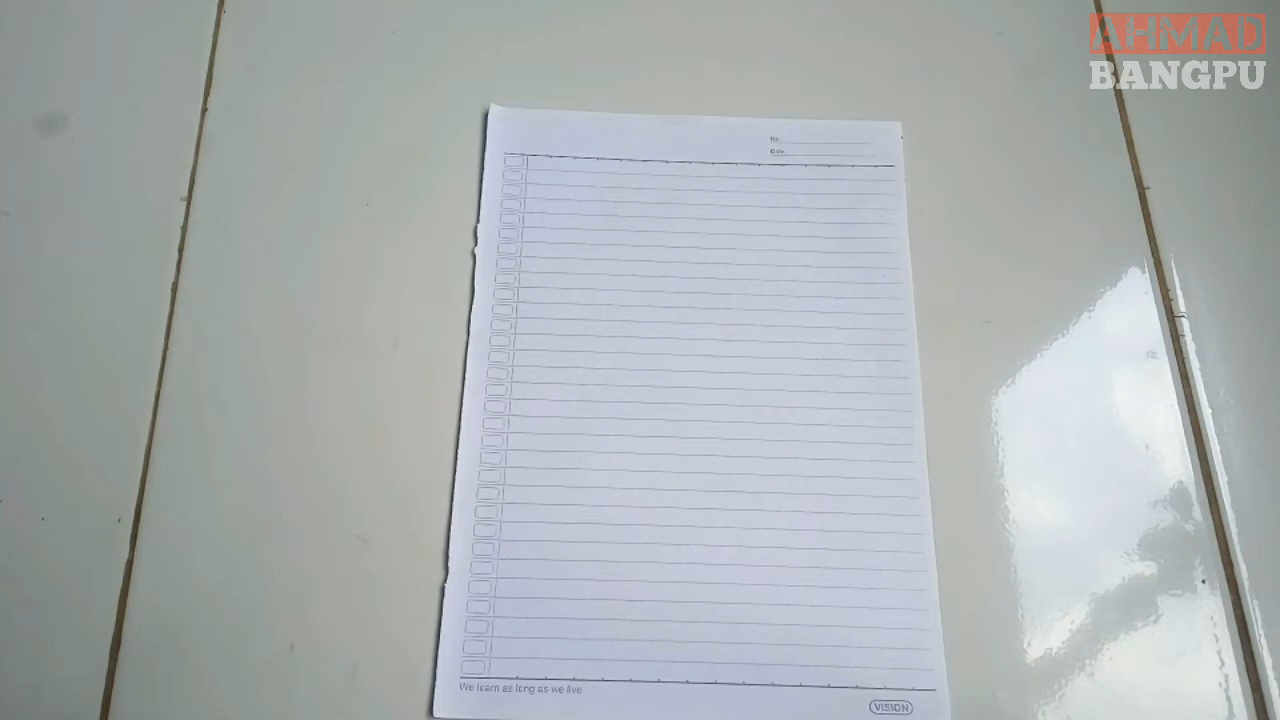 AHMAD
BANGPU
No.
Date.
We learn as long as we live
VISION